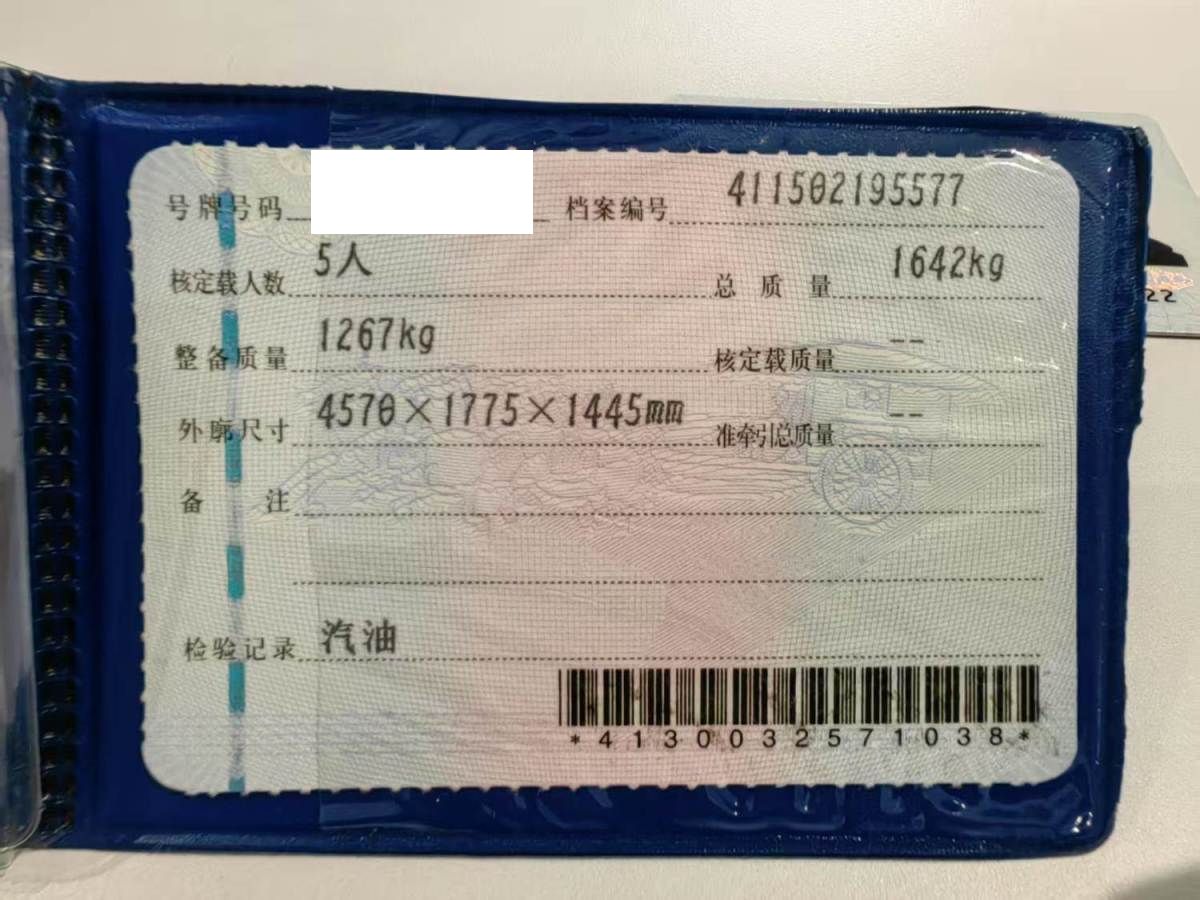 号牌号码 档案编号 411502195577
核定载人数 5人 总质量 1642kg
整备质量 1267kg 核定载质量 --
外廓尺寸 4570×1775×1445mm 准牵引总质量 --
备注
检验记录 汽油
*4130032571038*
22